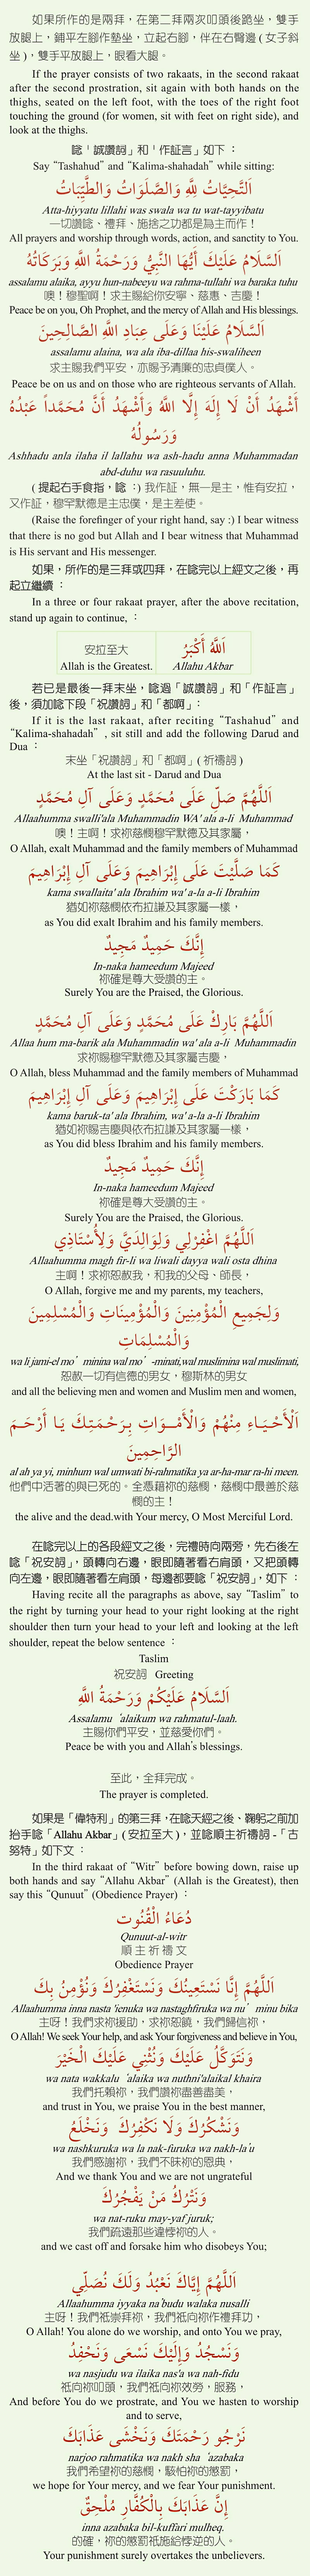 如果所作的是兩拜，在第二拜兩次叩頭後跪坐，雙手
放腿上，鋪平左腳作墊坐，立起右腳，伴在右臀邊 ( 女子斜
坐 )，雙手平放腿上，眼看大腿。
If the prayer consists of two rakaats, in the second rakaat
after the second prostration, sit again with both hands on the
thighs, seated on the left foot, with the toes of the right foot
touching the ground (for women, sit with feet on right side), and
look at the thighs.
唸「誠讚詞」和「作証言」如下：
Say “Tashahud” and “Kalima-shahadah” while sitting:
اَلتَّحِيَّاتُ لِلَّهِ وَالصَّلَوَاتُ وَالطَّيِّبَاتُ
Atta-hiyyatu lillahi was swala wa tu wat-tayyibatu
一切讚唸、禮拜、施捨之功都是為主而作！
All prayers and worship through words, action, and sanctity to You.
اَلسَّلَامُ عَلَيْكَ أَيُّهَا النَّبِيُّ وَرَحْمَةُ اللَّهِ وَبَرَكَاتُهُ
assalamu alaika, ayyu hun-nabecyu wa rahma-tullahi wa baraka tuhu
噢！穆聖啊！求主賜給你安寧、慈惠、吉慶！
Peace be on you, Oh Prophet, and the mercy of Allah and His blessings.
اَلسَّلَامُ عَلَيْنَا وَعَلَى عِبَادِ اللَّهِ الصَّالِحِينَ
assalamu alaina, wa ala iba-dillaa his-swaliheen
求主賜我們平安，亦賜予清廉的忠貞僕人。
Peace be on us and on those who are righteous servants of Allah.
أَشْهَدُ أَنْ لَا إِلَهَ إِلَّا اللَّهُ وَأَشْهَدُ أَنَّ مُحَمَّداً عَبْدُهُ
وَرَسُولُهُ
Ashhadu anla ilaha il lallahu wa ash-hadu anna Muhammadan
abd-duhu wa rasuuluhu.
( 提起右手食指，唸 :) 我作証，無一是主，惟有安拉，
又作証，穆罕默德是主忠僕，是主差使。
(Raise the forefinger of your right hand, say :) I bear witness
that there is no god but Allah and I bear witness that Muhammad
is His servant and His messenger.
如果，所作的是三拜或四拜，在唸完以上經文之後，再
起立繼續：
In a three or four rakaat prayer, after the above recitation,
stand up again to continue,：
安拉至大 اَللَّهُ أَكْبَرُ
Allah is the Greatest. Allahu Akbar
若已是最後一拜末坐，唸過「誠讚詞」和「作証言」
後，須加唸下段「祝讚詞」和「都啊」：
If it is the last rakaat, after reciting “Tashahud” and
“Kalima-shahadah” , sit still and add the following Darud and
Dua：
末坐「祝讚詞」和「都啊」( 祈禱詞 )
At the last sit - Darud and Dua
اَللَّهُمَّ صَلِّ عَلَى مُحَمَّدٍ وَعَلَى آلِ مُحَمَّدٍ
Allaahumma swalli'ala Muhammadin WA' ala a-li Muhammad
噢！主啊！求祢慈憫穆罕默德及其家屬，
O Allah, exalt Muhammad and the family members of Muhammad
كَمَا صَلَّيْتَ عَلَى إِبْرَاهِيمَ وَعَلَى آلِ إِبْرَاهِيمَ
kama swallaita' ala Ibrahim wa' a-la a-li Ibrahim
猶如祢慈憫依布拉謙及其家屬一樣，
as You did exalt Ibrahim and his family members.
إِنَّكَ حَمِيدٌ مَجِيدٌ
In-naka hameedum Majeed
祢確是尊大受讚的主。
Surely You are the Praised, the Glorious.
اَللَّهُمَّ بَارِكْ عَلَى مُحَمَّدٍ وَعَلَى آلِ مُحَمَّدٍ
Allaa hum ma-barik ala Muhammadin wa' ala a-li Muhammadin
求祢賜穆罕默德及其家屬吉慶，
O Allah, bless Muhammad and the family members of Muhammad
كَمَا بَارَكْتَ عَلَى إِبْرَاهِيمَ وَعَلَى آلِ إِبْرَاهِيمَ
kama baruk-ta' ala Ibrahim, wa' a-la a-li Ibrahim
猶如祢賜吉慶與依布拉謙及其家屬一樣，
as You did bless Ibrahim and his family members.
إِنَّكَ حَمِيدٌ مَجِيدٌ
In-naka hameedum Majeed
祢確是尊大受讚的主。
Surely You are the Praised, the Glorious.
اَللَّهُمَّ اغْفِرْلِي وَلِوَالِدَيَّ وَلِأُسْتَاذِي
Allaahumma magh fir-li wa liwali dayya wali osta dhina
主啊！求祢恕赦我，和我的父母、師長，
O Allah, forgive me and my parents, my teachers,
وَلِجَمِيعِ الْمُؤْمِنِينَ وَالْمُؤْمِينَاتِ وَالْمُسْلِمِينَ
وَالْمُسْلِمَاتِ
wa li jami-el mo’minina wal mo’-minati,wal muslimina wal muslimati,
恕赦一切有信德的男女，穆斯林的男女
and all the believing men and women and Muslim men and women,
اَلْأَحْيَاءِ مِنْهُمْ وَالْأَمْوَاتِ بِرَحْمَتِكَ يَا أَرْحَمَ
الرَّاحِمِينَ
al ah ya yi, minhum wal umwati bi-rahmatika ya ar-ha-mar ra-hi meen.
他們中活著的與已死的。全憑藉祢的慈憫，慈憫中最善於慈
憫的主！
the alive and the dead.with Your mercy, O Most Merciful Lord.
在唸完以上的各段經文之後，完禮時向兩旁，先右後左
唸「祝安詞」，頭轉向右邊，眼即隨著看右肩頭，又把頭轉
向左邊，眼即隨著看左肩頭，每邊都要唸「祝安詞」，如下：
Having recite all the paragraphs as above, say “Taslim” to
the right by turning your head to your right looking at the right
shoulder then turn your head to your left and looking at the left
shoulder, repeat the below sentence：
Taslim
祝安詞 Greeting
اَلسَّلَامُ عَلَيْكُمْ وَرَحْمَةُ اللَّهِ
Assalamu‘alaikum wa rahmatul-laah.
主賜你們平安，並慈愛你們。
Peace be with you and Allah's blessings.
至此，全拜完成。
The prayer is completed.
如果是「偉特利」的第三拜，在唸天經之後、鞠躬之前加
抬手唸「Allahu Akbar」( 安拉至大 )，並唸順主祈禱詞 -「古
努特」如下文：
In the third rakaat of “Witr” before bowing down, raise up
both hands and say “Allahu Akbar” (Allah is the Greatest), then
say this “Qunuut” (Obedience Prayer)：
دُعَاءُ الْقُنُوت
Qunuut-al-witr
順 主 祈 禱 文
Obedience Prayer
اَللَّهُمَّ إِنَّا نَسْتَعِينُكَ وَنَسْتَغْفِرُكَ وَنُؤْمِنُ بِكَ
Allaahumma inna nasta 'enuka wa nastaghfiruka wa nu’minu bika
主呀！我們求祢援助，求祢恕饒，我們歸信祢，
O Allah! We seek Your help, and ask Your forgiveness and believe in You,
وَنَتَوَكَّلُ عَلَيْكَ وَنُثْنِي عَلَيْكَ الْخَيْرَ
wa nata wakkalu‘alaika wa nuthni'alaikal khaira
我們托賴祢，我們讚祢盡善盡美，
and trust in You, we praise You in the best manner,
وَنَشْكُرُكَ وَلَا نَكْفِرُكَ وَنَخْلَعُ
wa nashkuruka wa la nak-furuka wa nakh-la'u
我們感謝祢，我們不昧祢的恩典，
And we thank You and we are not ungrateful
وَنَتْرُكُ مَنْ يَفْجُرُكَ
wa nat-ruku may-yaf juruk;
我們疏遠那些違悖祢的人。
and we cast off and forsake him who disobeys You;
اَللَّهُمَّ إِيَّاكَ نَعْبُدُ وَلَكَ نُصَلِّي
Allaahumma iyyaka na'budu walaka nusalli
主呀！我們祗崇拜祢，我們祗向祢作禮拜功，
O Allah! You alone do we worship, and onto You we pray,
وَنَسْجُدُ وَإِلَيْكَ نَسْعَى وَنَحْفِدُ
wa nasjudu wa ilaika nas'a wa nah-fidu
祗向祢叩頭，我們祗向祢效勞，服務，
And before You do we prostrate, and You we hasten to worship
and to serve,
نَرْجُو رَحْمَتَكَ وَنَخْشَى عَذَابَكَ
narjoo rahmatika wa nakh sha‘azabaka
我們希望祢的慈憫，駭怕祢的懲罰，
we hope for Your mercy, and we fear Your punishment.
إِنَّ عَذَابَكَ بِالْكُفَّارِ مُلْحِقٌ
inna azabaka bil-kuffari mulheq.
的確，祢的懲罰祗施給悖逆的人。
Your punishment surely overtakes the unbelievers.